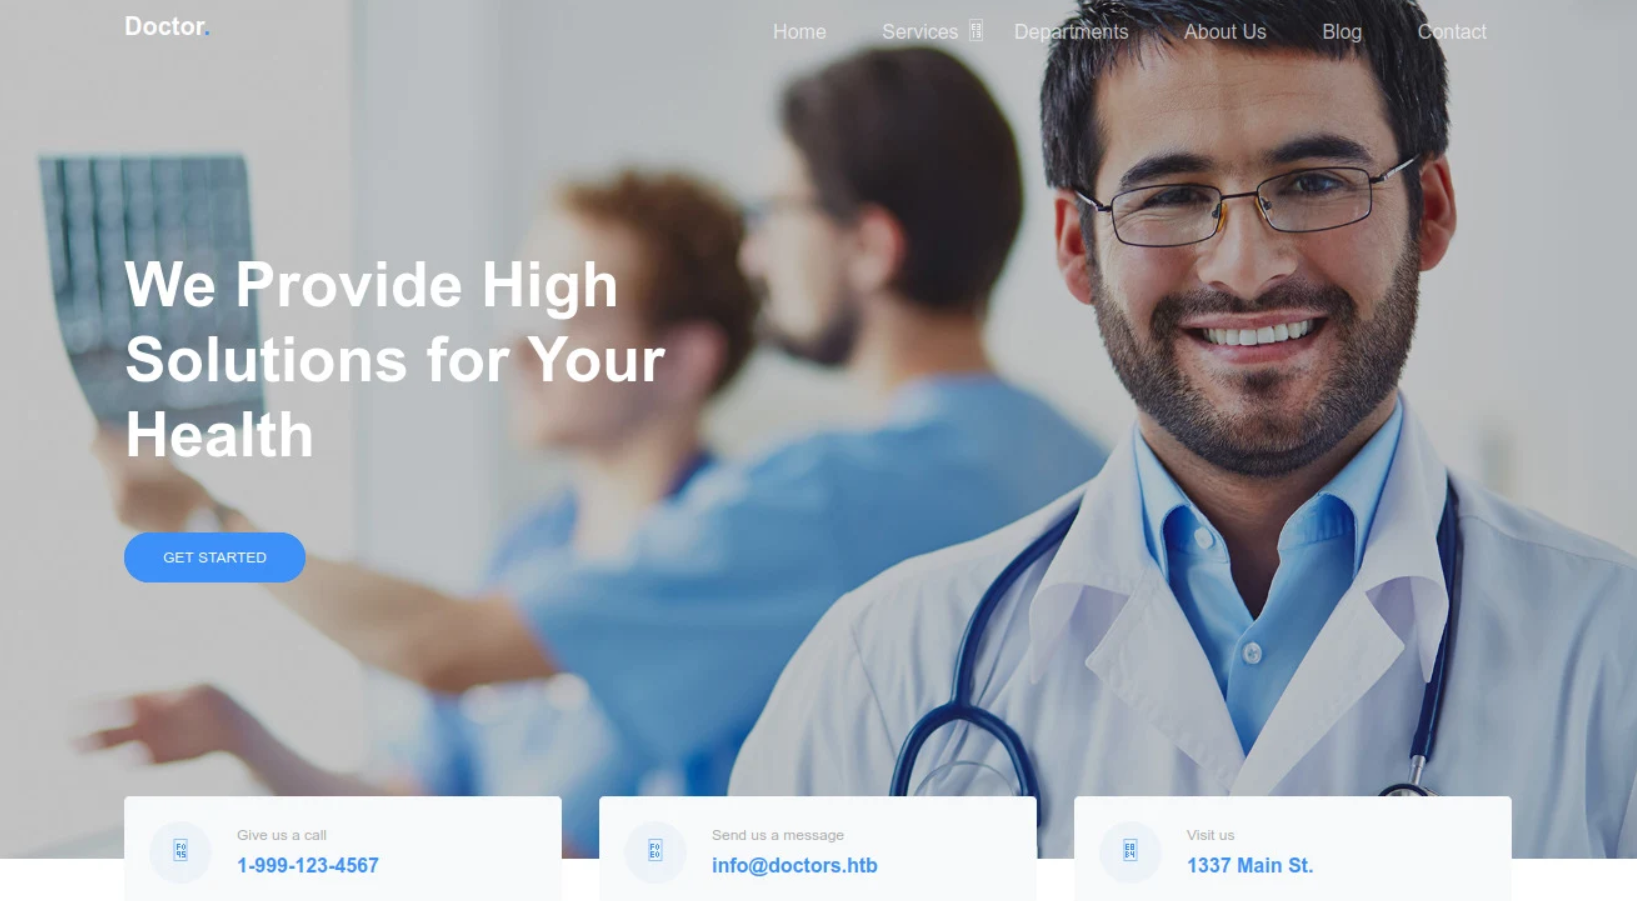 Doctor.
Home Services Departments About Us Blog Contact
We Provide High
Solutions for Your
Health
GET STARTED
Give us a call
1-999-123-4567
Send us a message
info@doctors.htb
Visit us
1337 Main St.